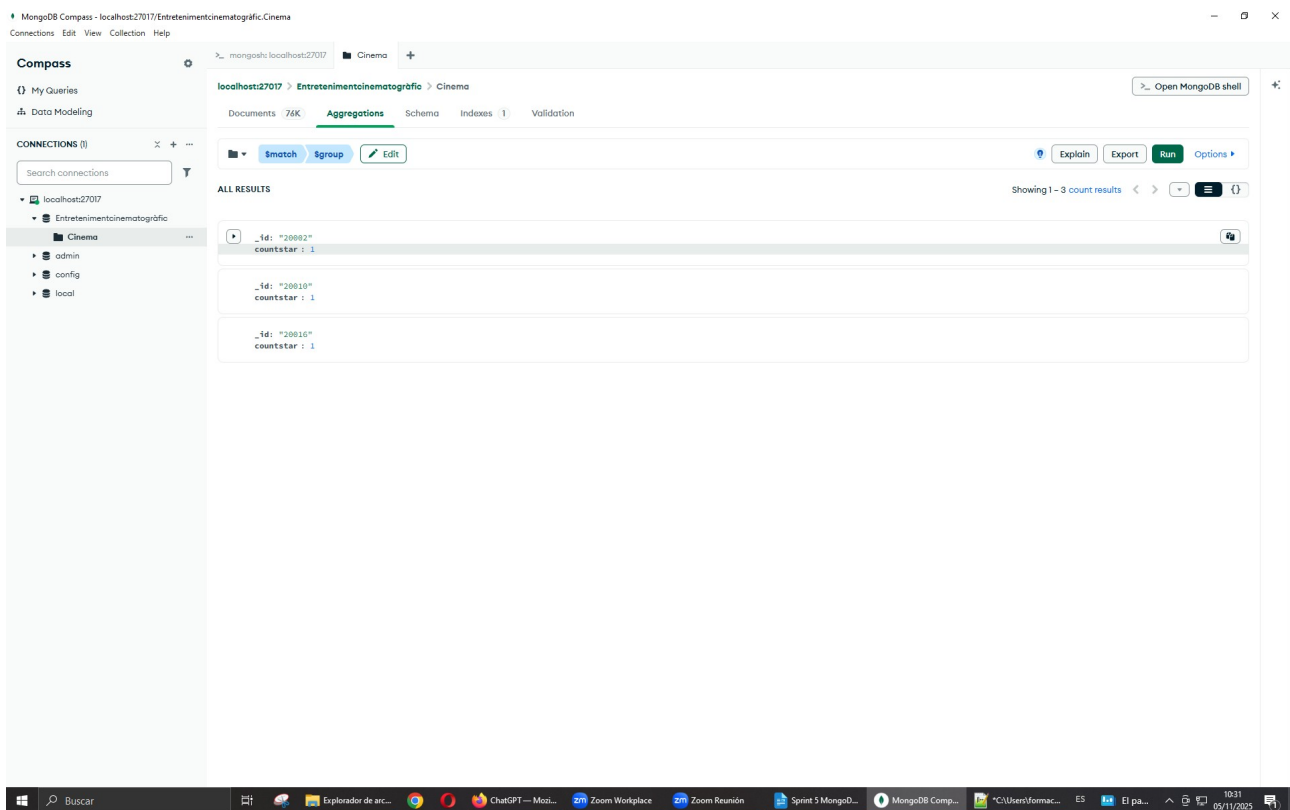 MongoDB Compass - localhost:27017/Entretenimentcinematogràfic.Cinema
Connections Edit View Collection Help
Compass
>_ mongosh: localhost:27017 Cinema +
{} My Queries
Data Modeling
CONNECTIONS (1)
Search connections
localhost:27017
Entretenimentcinematogràfic
Cinema
admin
config
local
localhost:27017 > Entretenimentcinematogràfic > Cinema
>_ Open MongoDB shell
Documents 76K Aggregations Schema Indexes 1 Validation
$match $group Edit
Explain Export Run Options
ALL RESULTS
Showing 1 – 3 count results
_id: "20002"
countstar : 1
_id: "20010"
countstar : 1
_id: "20016"
countstar : 1
Buscar
Explorador de arc...
ChatGPT — Mozi...
zm Zoom Workplace
zm Zoom Reunión
Sprint 5 MongoD...
MongoDB Comp...
*C:\Users\formac...
ES
El pa...
10:31
05/11/2025